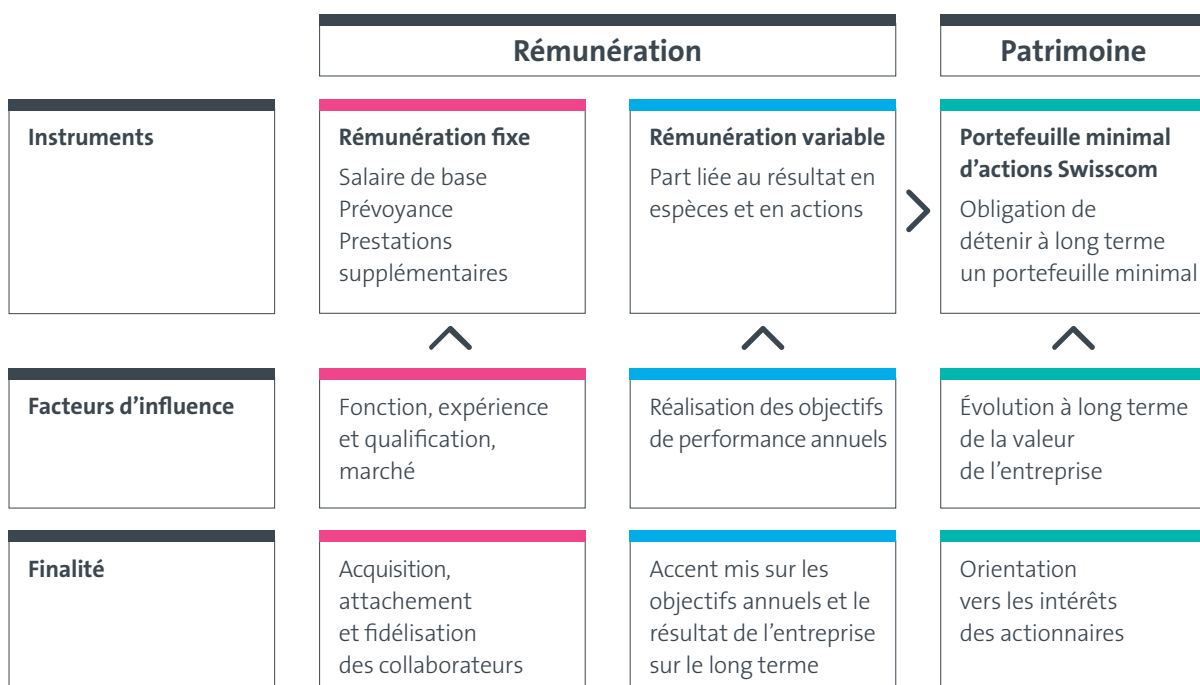 Rémunération
Patrimoine
Instruments
Rémunération fixe
Salaire de base
Prévoyance
Prestations
supplémentaires
Rémunération variable
Part liée au résultat en
espèces et en actions
Portefeuille minimal
d’actions Swisscom
Obligation de
détenir à long terme
un portefeuille minimal
Facteurs d’influence
Fonction, expérience
et qualification,
marché
Réalisation des objectifs
de performance annuels
Évolution à long terme
de la valeur
de l’entreprise
Finalité
Acquisition,
attachement
et fidélisation
des collaborateurs
Accent mis sur les
objectifs annuels et le
résultat de l’entreprise
sur le long terme
Orientation
vers les intérêts
des actionnaires